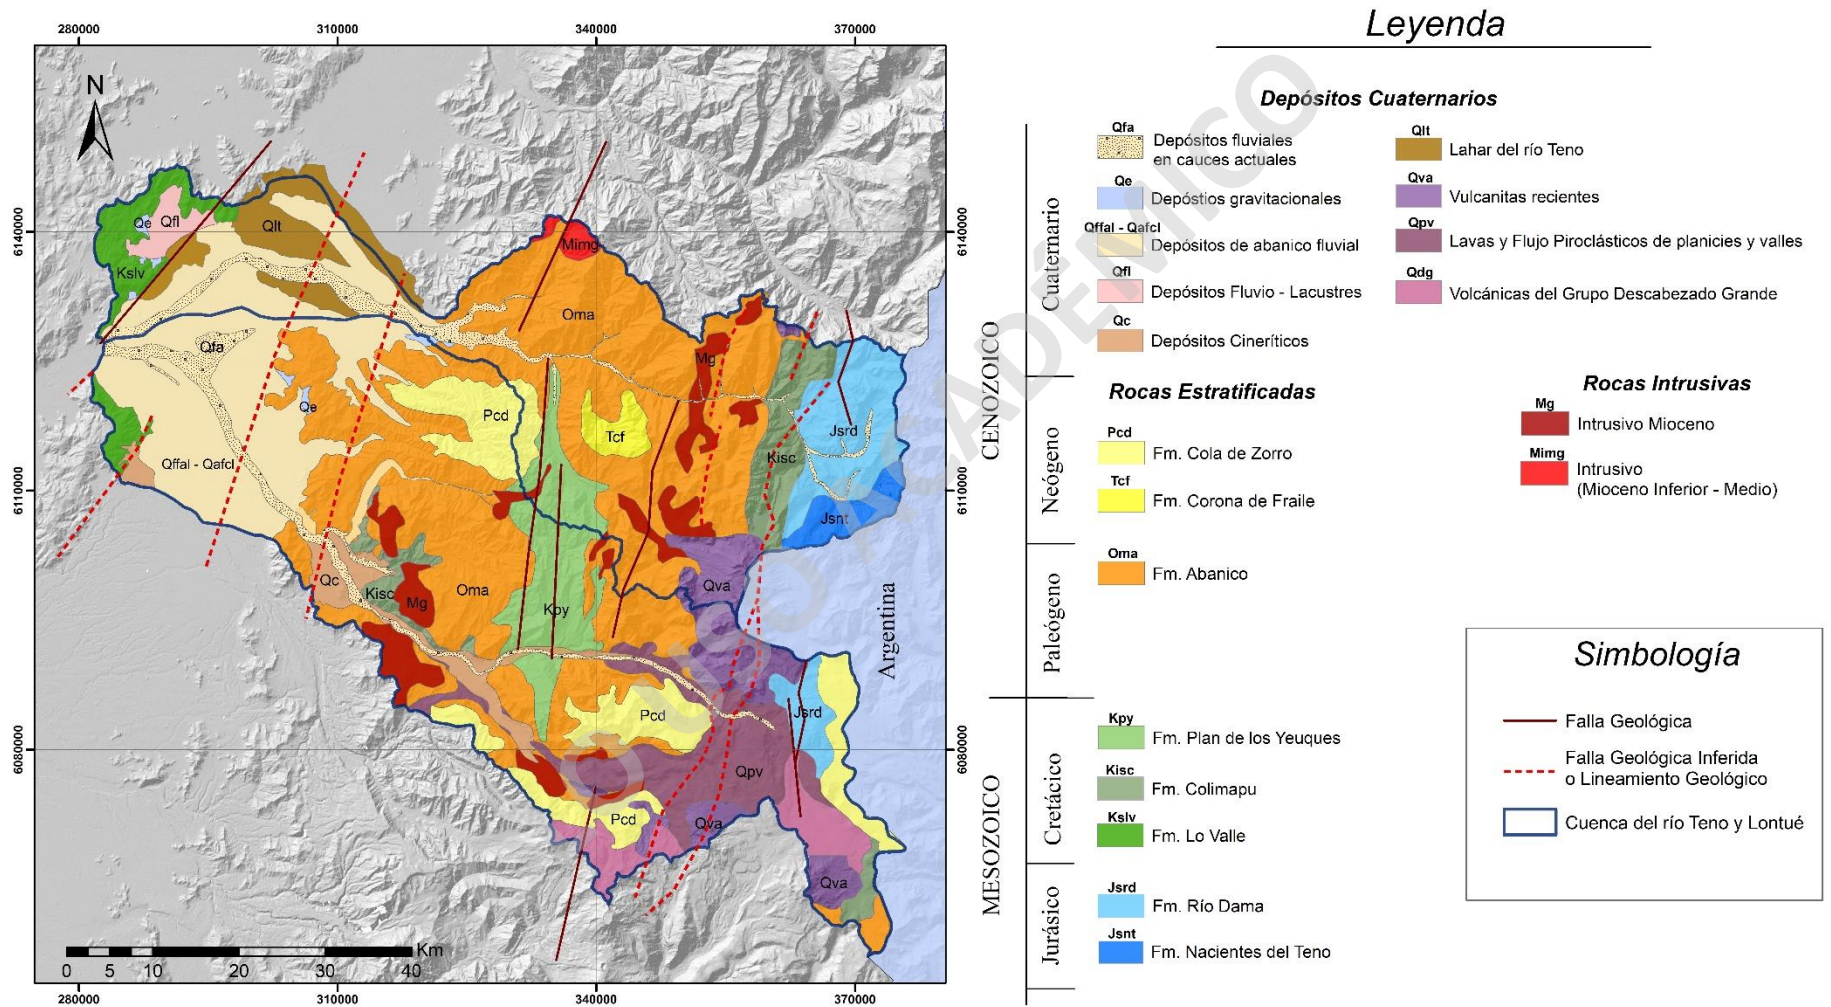 280000
310000
340000
370000
N
6140000
6110000
6080000
6140000
6110000
6080000
Qe
Qfl
Qlt
Kslv
Mimg
Oma
Qfa
Qe
Pcd
Tcf
Mg
Jsrd
Kisc
Qffal - Qafcl
Jsnt
Qc
Kisc
Mg
Oma
Kpy
Qva
Argentina
Pcd
Jsrd
Qpv
Pcd
Qva
Qva
Km
0 5 10 20 30 40
280000
310000
340000
370000
USO ACADÉMICO
Leyenda
Depósitos Cuaternarios
CENOZOICO
Cuaternario
Qfa
Depósitos fluviales
en cauces actuales
Qe
Depóstios gravitacionales
Qffal - Qafcl
Depósitos de abanico fluvial
Qfl
Depósitos Fluvio - Lacustres
Qc
Depósitos Cineríticos
Qlt
Lahar del río Teno
Qva
Vulcanitas recientes
Qpv
Lavas y Flujo Piroclásticos de planicies y valles
Qdg
Volcánicas del Grupo Descabezado Grande
Rocas Estratificadas
Neógeno
Pcd
Fm. Cola de Zorro
Tcf
Fm. Corona de Fraile
Paleógeno
Oma
Fm. Abanico
Rocas Intrusivas
Mg
Intrusivo Mioceno
Mimg
Intrusivo
(Mioceno Inferior - Medio)
MESOZOICO
Cretácico
Kpy
Fm. Plan de los Yeuques
Kisc
Fm. Colimapu
Kslv
Fm. Lo Valle
Jurásico
Jsrd
Fm. Río Dama
Jsnt
Fm. Nacientes del Teno
Simbología
Falla Geológica
Falla Geológica Inferida
o Lineamiento Geológico
Cuenca del río Teno y Lontué